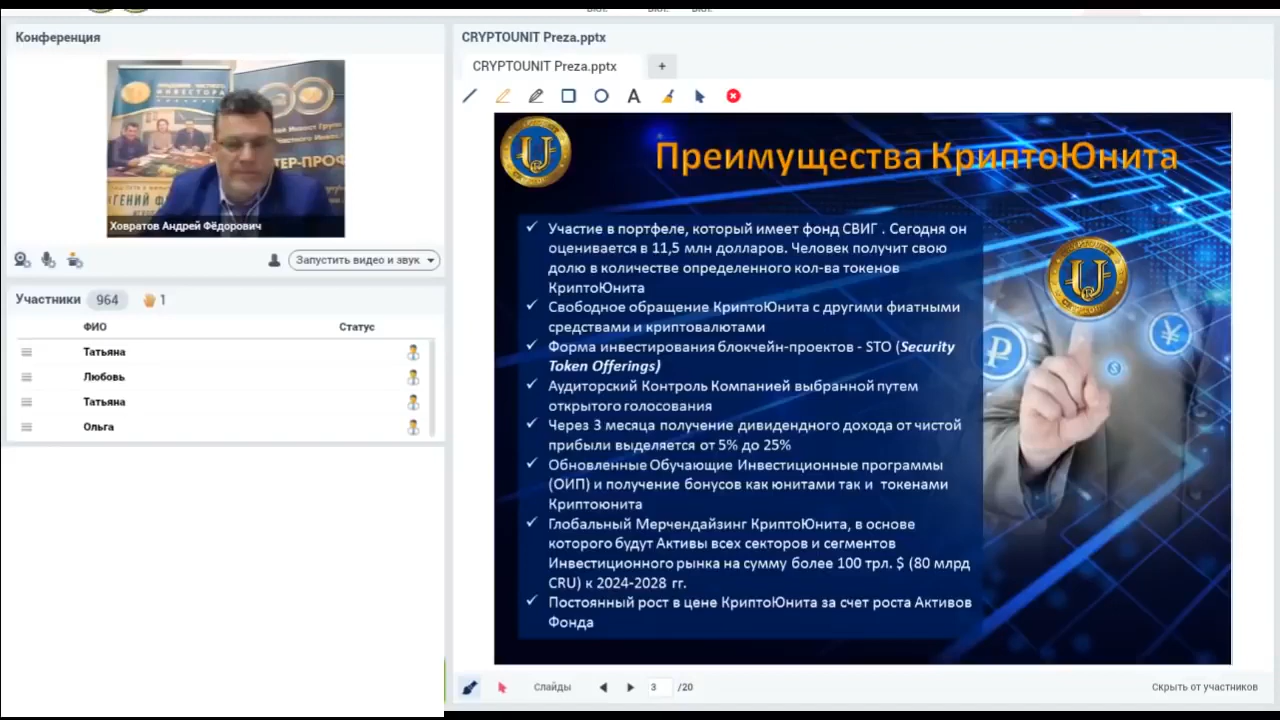 Конференция
CRYPTOUNIT Preza.pptx
CRYPTOUNIT Preza.pptx
+
АКАДЕМИЯ ЧАСТНОГО
ИНВЕСТОРА
Ховратов Андрей Фёдорович
Запустить видео и звук
Участники 964 1
ФИО Статус
Татьяна
Любовь
Татьяна
Ольга
A
Преимущества КриптоЮнита
Участие в портфеле, который имеет фонд СВИГ . Сегодня он
оценивается в 11,5 млн долларов. Человек получит свою
долю в количестве определенного кол-ва токенов
КриптоЮнита
Свободное обращение КриптоЮнита с другими фиатными
средствами и криптовалютами
Форма инвестирования блокчейн-проектов - STO (Security
Token Offerings)
Аудиторский Контроль Компанией выбранной путем
открытого голосования
Через 3 месяца получение дивидендного дохода от чистой
прибыли выделяется от 5% до 25%
Обновленные Обучающие Инвестиционные программы
(ОИП) и получение бонусов как юнитами так и токенами
Криптоюнита
Глобальный Мерчендайзинг КриптоЮнита, в основе
которого будут Активы всех секторов и сегментов
Инвестиционного рынка на сумму более 100 трл. $ (80 млрд
CRU) к 2024-2028 гг.
Постоянный рост в цене КриптоЮнита за счет роста Активов
Фонда
Слайды 3 /20
Скрыть от участников